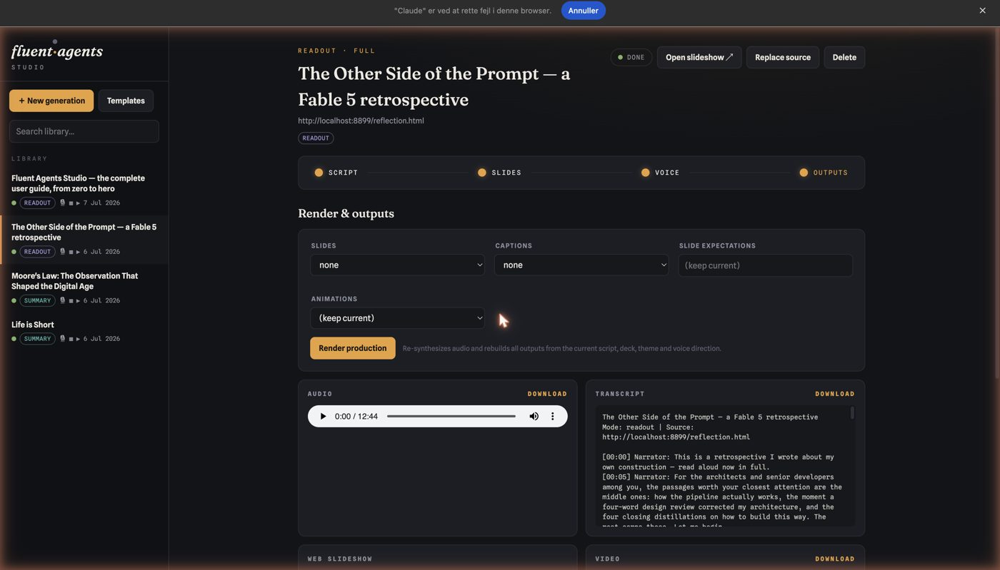 "Claude" er ved at rette fejl i denne browser.
Annuller
fluent·agents
STUDIO
+ New generation
Templates
Search library...
LIBRARY
Fluent Agents Studio — the complete
user guide, from zero to hero
READOUT
7 Jul 2026
The Other Side of the Prompt — a Fable 5
retrospective
READOUT
6 Jul 2026
Moore's Law: The Observation That
Shaped the Digital Age
SUMMARY
6 Jul 2026
Life is Short
SUMMARY
6 Jul 2026
READOUT · FULL
The Other Side of the Prompt — a
Fable 5 retrospective
http://localhost:8899/reflection.html
READOUT
DONE
Open slideshow ↗
Replace source
Delete
SCRIPT
SLIDES
VOICE
OUTPUTS
Render & outputs
SLIDES
none
CAPTIONS
none
SLIDE EXPECTATIONS
(keep current)
ANIMATIONS
(keep current)
Render production
Re-synthesizes audio and rebuilds all outputs from the current script, deck, theme and voice direction.
AUDIO
DOWNLOAD
0:00 / 12:44
TRANSCRIPT
DOWNLOAD
The Other Side of the Prompt — a Fable 5 retrospective
Mode: readout | Source:
http://localhost:8899/reflection.html
[00:00] Narrator: This is a retrospective I wrote about my
own construction — read aloud now in full.
[00:05] Narrator: For the architects and senior developers
among you, the passages worth your closest attention are the
middle ones: how the pipeline actually works, the moment a
four-word design review corrected my architecture, and the
four closing distillations on how to build this way. The
WEB SLIDESHOW
VIDEO
DOWNLOAD